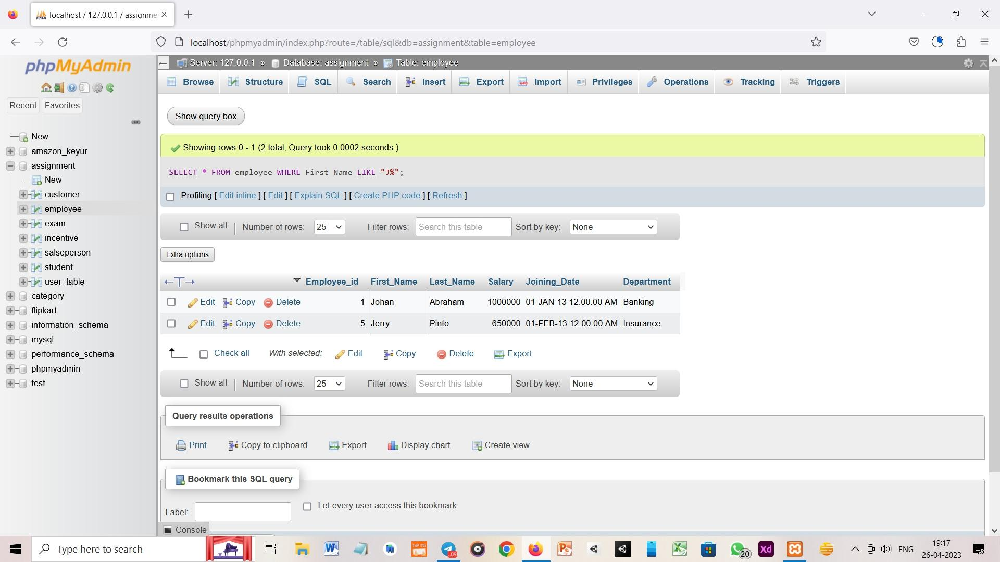 localhost / 127.0.0.1 / assignme
localhost/phpmyadmin/index.php?route=/table/sql&db=assignment&table=employee
phpMyAdmin
Recent
Favorites
New
amazon_keyur
assignment
New
customer
employee
exam
incentive
salseperson
student
user_table
category
flipkart
information_schema
mysql
performance_schema
phpmyadmin
test
Server: 127.0.0.1 » Database: assignment » Table: employee
Browse Structure SQL Search Insert Export Import Privileges Operations Tracking Triggers
Show query box
Showing rows 0 - 1 (2 total, Query took 0.0002 seconds.)
SELECT * FROM employee WHERE First_Name LIKE "J%";
Profiling [ Edit inline ] [ Edit ] [ Explain SQL ] [ Create PHP code ] [ Refresh ]
Show all | Number of rows: 25 Filter rows: Search this table Sort by key: None
Extra options
←T→ Employee_id First_Name Last_Name Salary Joining_Date Department
Edit Copy Delete 1 Johan Abraham 1000000 01-JAN-13 12.00.00 AM Banking
Edit Copy Delete 5 Jerry Pinto 650000 01-FEB-13 12.00.00 AM Insurance
Check all With selected: Edit Copy Delete Export
Show all | Number of rows: 25 Filter rows: Search this table Sort by key: None
Query results operations
Print Copy to clipboard Export Display chart Create view
Bookmark this SQL query
Label: Let every user access this bookmark
Console
Type here to search
ENG
19:17
26-04-2023
20
Xd